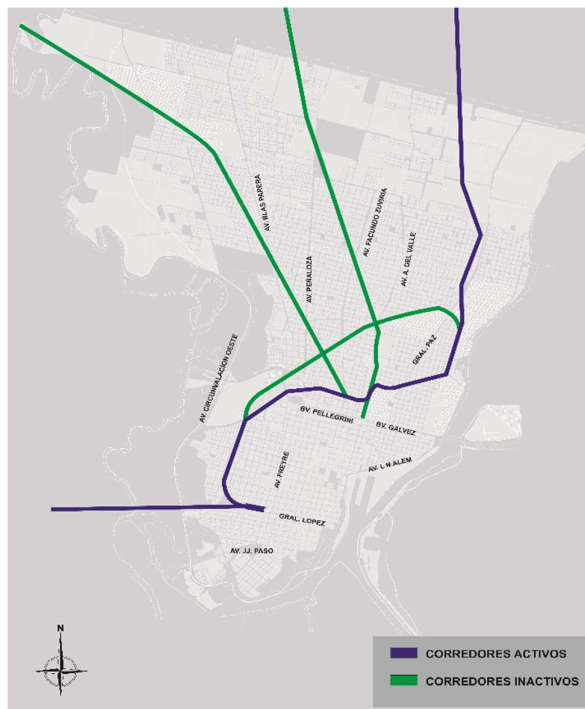 AV. BLAS PARERA
AV. FACUNDO ZUVIRIA
AV. A. DEL VALLE
AV. PEÑALOZA
AV. CIRCUNVALACION OESTE
GRAL. PAZ
BV. PELLEGRINI
BV. GALVEZ
AV. L N ALEM
AV. FREYRE
GRAL. LOPEZ
AV. JJ. PASO
N
CORREDORES ACTIVOS
CORREDORES INACTIVOS